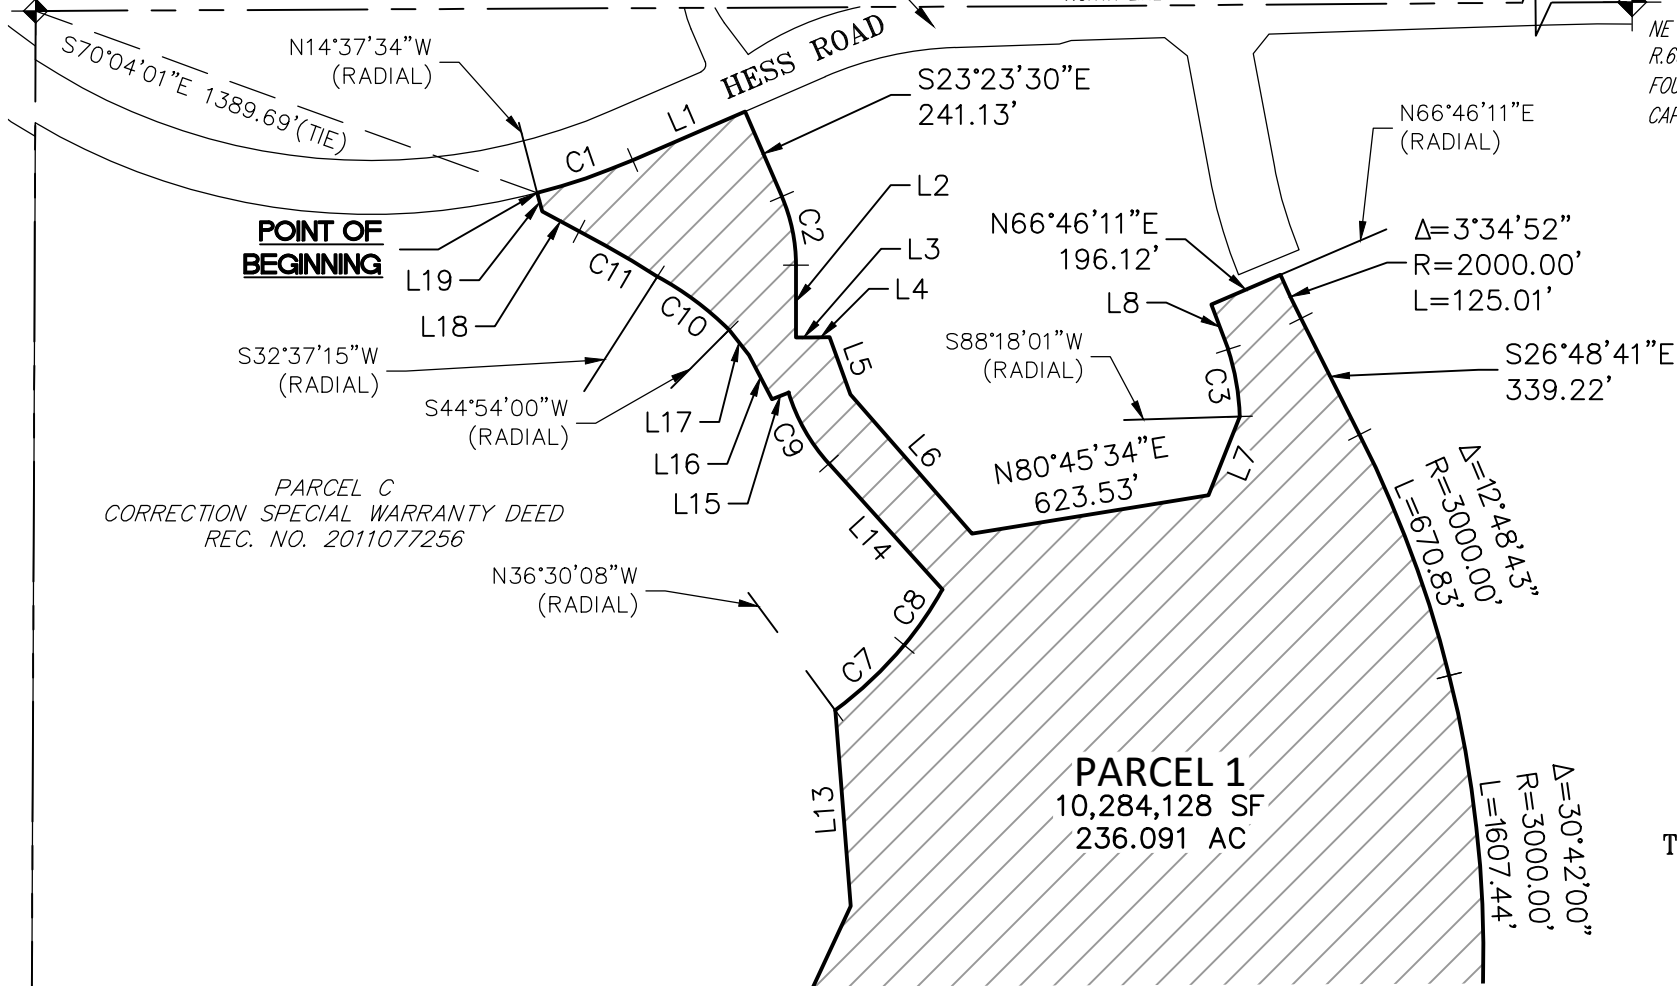 S70°04'01"E 1389.69'(TIE)
N14°37'34"W
(RADIAL)
HESS ROAD
L1
C1
S23°23'30"E
241.13'
NE
R.6
FOU
CAP
N66°46'11"E
(RADIAL)
POINT OF
BEGINNING
L19
L18
C11
C10
C2
L2
L3
L4
N66°46'11"E
196.12'
L8
Δ=3°34'52"
R=2000.00'
L=125.01'
S32°37'15"W
(RADIAL)
S44°54'00"W
(RADIAL)
L17
L16
L15
C9
L5
L6
S88°18'01"W
(RADIAL)
C3
L7
S26°48'41"E
339.22'
N80°45'34"E
623.53'
Δ=12°48'43"
R=3000.00'
L=670.83'
PARCEL C
CORRECTION SPECIAL WARRANTY DEED
REC. NO. 2011077256
L14
N36°30'08"W
(RADIAL)
C8
C7
L13
PARCEL 1
10,284,128 SF
236.091 AC
Δ=30°42'00"
R=3000.00'
L=1607.44'
T